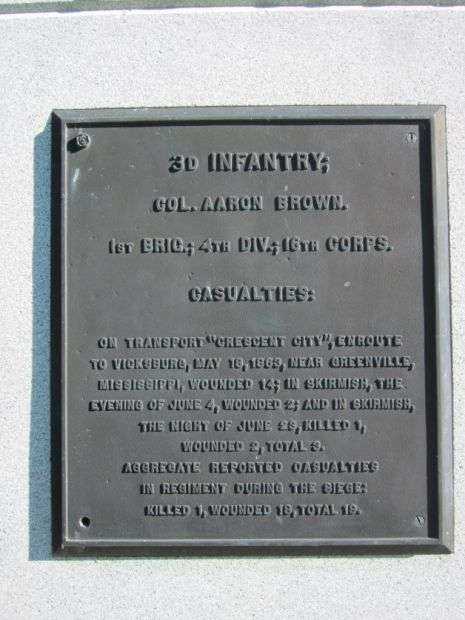 3D INFANTRY;
COL. AARON BROWN.
1ST BRIG.; 4TH DIV.; 16TH CORPS.
CASUALTIES:
ON TRANSPORT "CRESCENT CITY", ENROUTE
TO VICKSBURG, MAY 18, 1863, NEAR GREENVILLE,
MISSISSIPPI, WOUNDED 14; IN SKIRMISH, THE
EVENING OF JUNE 4, WOUNDED 2; AND IN SKIRMISH,
THE NIGHT OF JUNE 23, KILLED 1,
WOUNDED 2, TOTAL 3.
AGGREGATE REPORTED CASUALTIES
IN REGIMENT DURING THE SIEGE:
KILLED 1, WOUNDED 18, TOTAL 19.